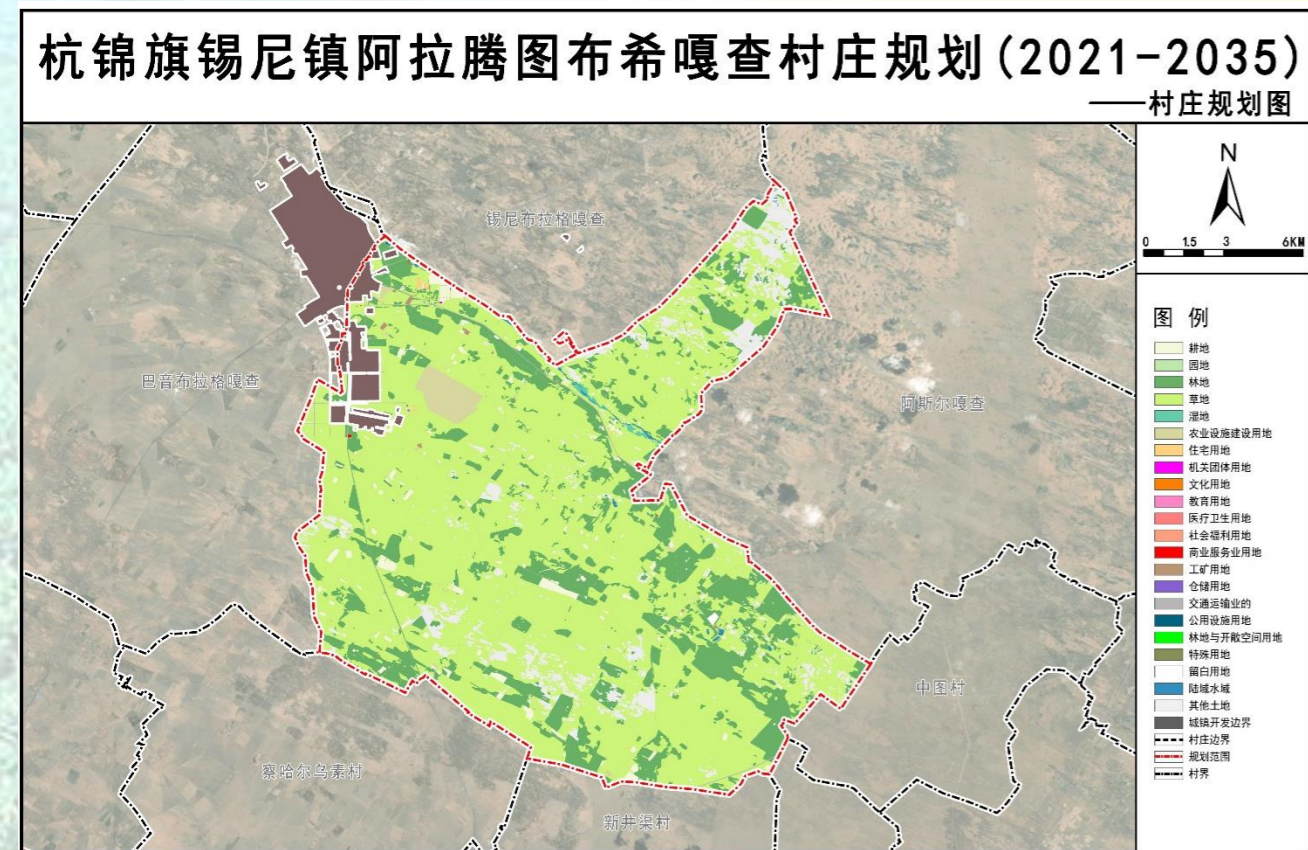 杭锦旗锡尼镇阿拉腾图布希嘎查村庄规划(2021-2035)
——村庄规划图
锡尼布拉格嘎查
巴音布拉格嘎查
阿斯尔嘎查
中图村
察哈尔乌素村
新井渠村
N
0 1.5 3 6KM
图 例
耕地
园地
林地
草地
湿地
农业设施建设用地
住宅用地
机关团体用地
文化用地
教育用地
医疗卫生用地
社会福利用地
商业服务业用地
工矿用地
仓储用地
交通运输业的
公用设施用地
林地与开敞空间用地
特殊用地
留白用地
陆域水域
其他土地
城镇开发边界
村庄边界
规划范围
村界